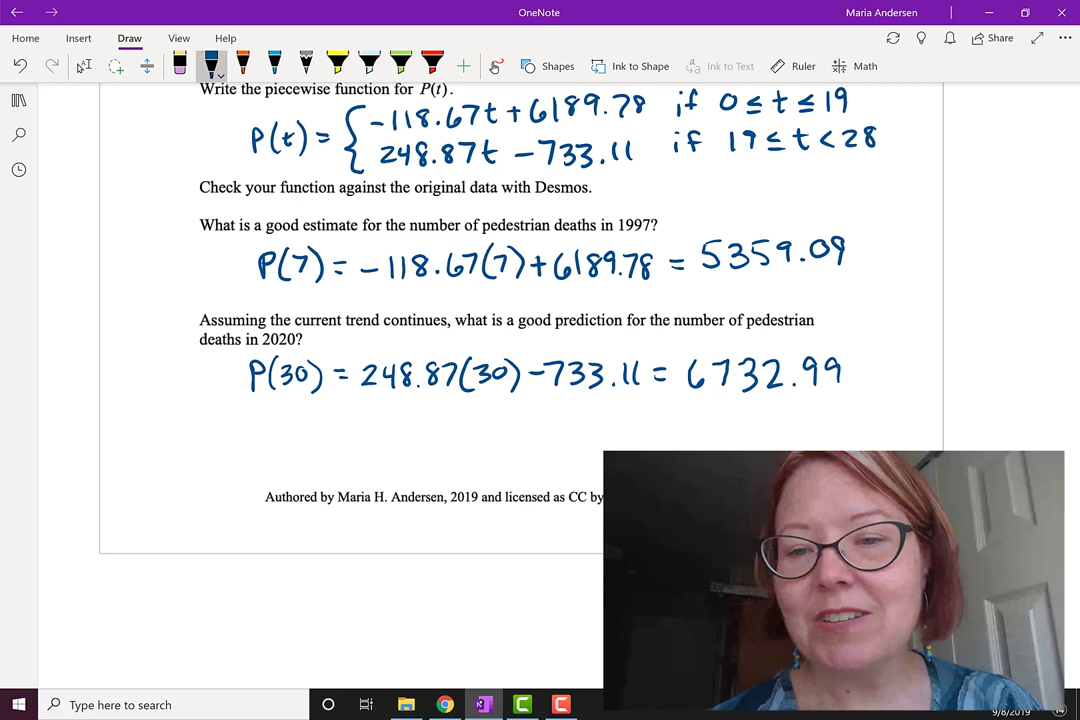 OneNote
Maria Andersen
Home Insert Draw View Help
Share
Shapes Ink to Shape Ink to Text Ruler Math
Write the piecewise function for P(t).
P(t) = { -118.67t + 6189.78 if 0 ≤ t ≤ 19
248.87t - 733.11 if 19 ≤ t < 28
Check your function against the original data with Desmos.
What is a good estimate for the number of pedestrian deaths in 1997?
P(7) = -118.67(7) + 6189.78 = 5359.09
Assuming the current trend continues, what is a good prediction for the number of pedestrian
deaths in 2020?
P(30) = 248.87(30) - 733.11 = 6732.99
Authored by Maria H. Andersen, 2019 and licensed as CC by
Type here to search
9/8/2019